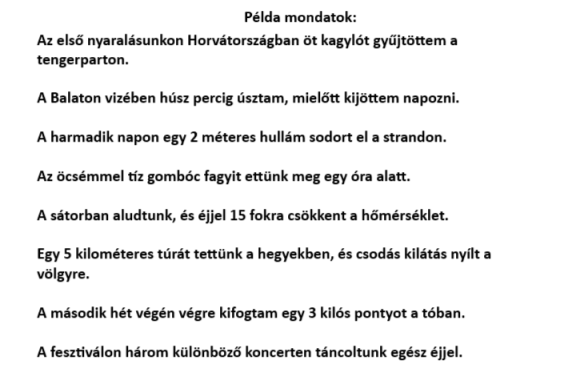 Példa mondatok:
Az első nyaralásunkon Horvátországban öt kagylót gyűjtöttem a
tengerparton.
A Balaton vizében húsz percig úsztam, mielőtt kijöttem napozni.
A harmadik napon egy 2 méteres hullám sodort el a strandon.
Az öcsémmel tíz gombóc fagyit ettünk meg egy óra alatt.
A sátorban aludtunk, és éjjel 15 fokra csökkent a hőmérséklet.
Egy 5 kilométeres túrát tettünk a hegyekben, és csodás kilátás nyílt a
völgyre.
A második hét végén végre kifogtam egy 3 kilós pontyot a tóban.
A fesztiválon három különböző koncerten táncoltunk egész éjjel.